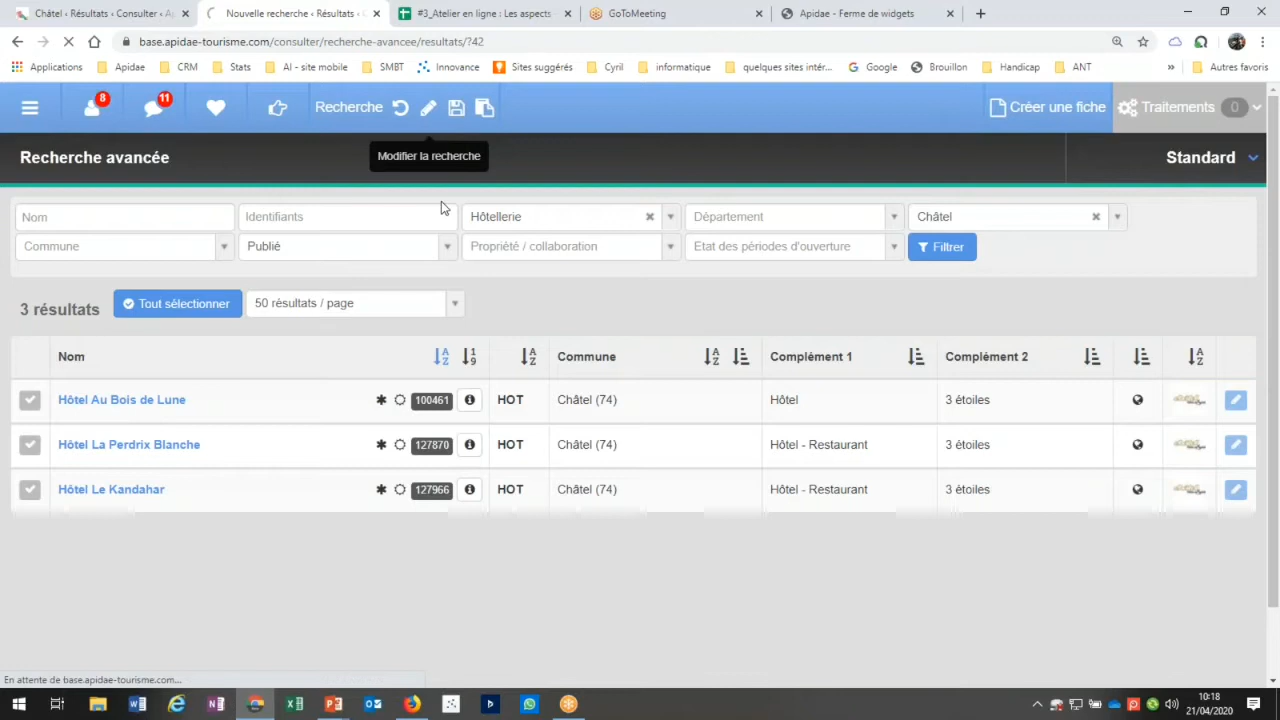 Châtel ‹ Résultats ‹ Consulter ‹ Ap
Nouvelle recherche ‹ Résultats ‹ C
#3_Atelier en ligne : Les aspects
GoToMeeting
Apidae - Ferme de widgets
base.apidae-tourisme.com/consulter/recherche-avancee/resultats/?42
Applications Apidae CRM Stats AI - site mobile SMBT Innovance Sites suggérés Cyril informatique quelques sites intér... Google Brouillon Handicap ANT » Autres favoris
8 11 Recherche Créer une fiche Traitements 0
Modifier la recherche
Recherche avancée Standard
Nom Identifiants Hôtellerie Département Châtel
Commune Publié Propriété / collaboration Etat des périodes d'ouverture Filtrer
3 résultats Tout sélectionner 50 résultats / page
Nom Commune Complément 1 Complément 2
Hôtel Au Bois de Lune 100461 HOT Châtel (74) Hôtel 3 étoiles
Hôtel La Perdrix Blanche 127870 HOT Châtel (74) Hôtel - Restaurant 3 étoiles
Hôtel Le Kandahar 127966 HOT Châtel (74) Hôtel - Restaurant 3 étoiles
En attente de base.apidae-tourisme.com...
10:18
21/04/2020